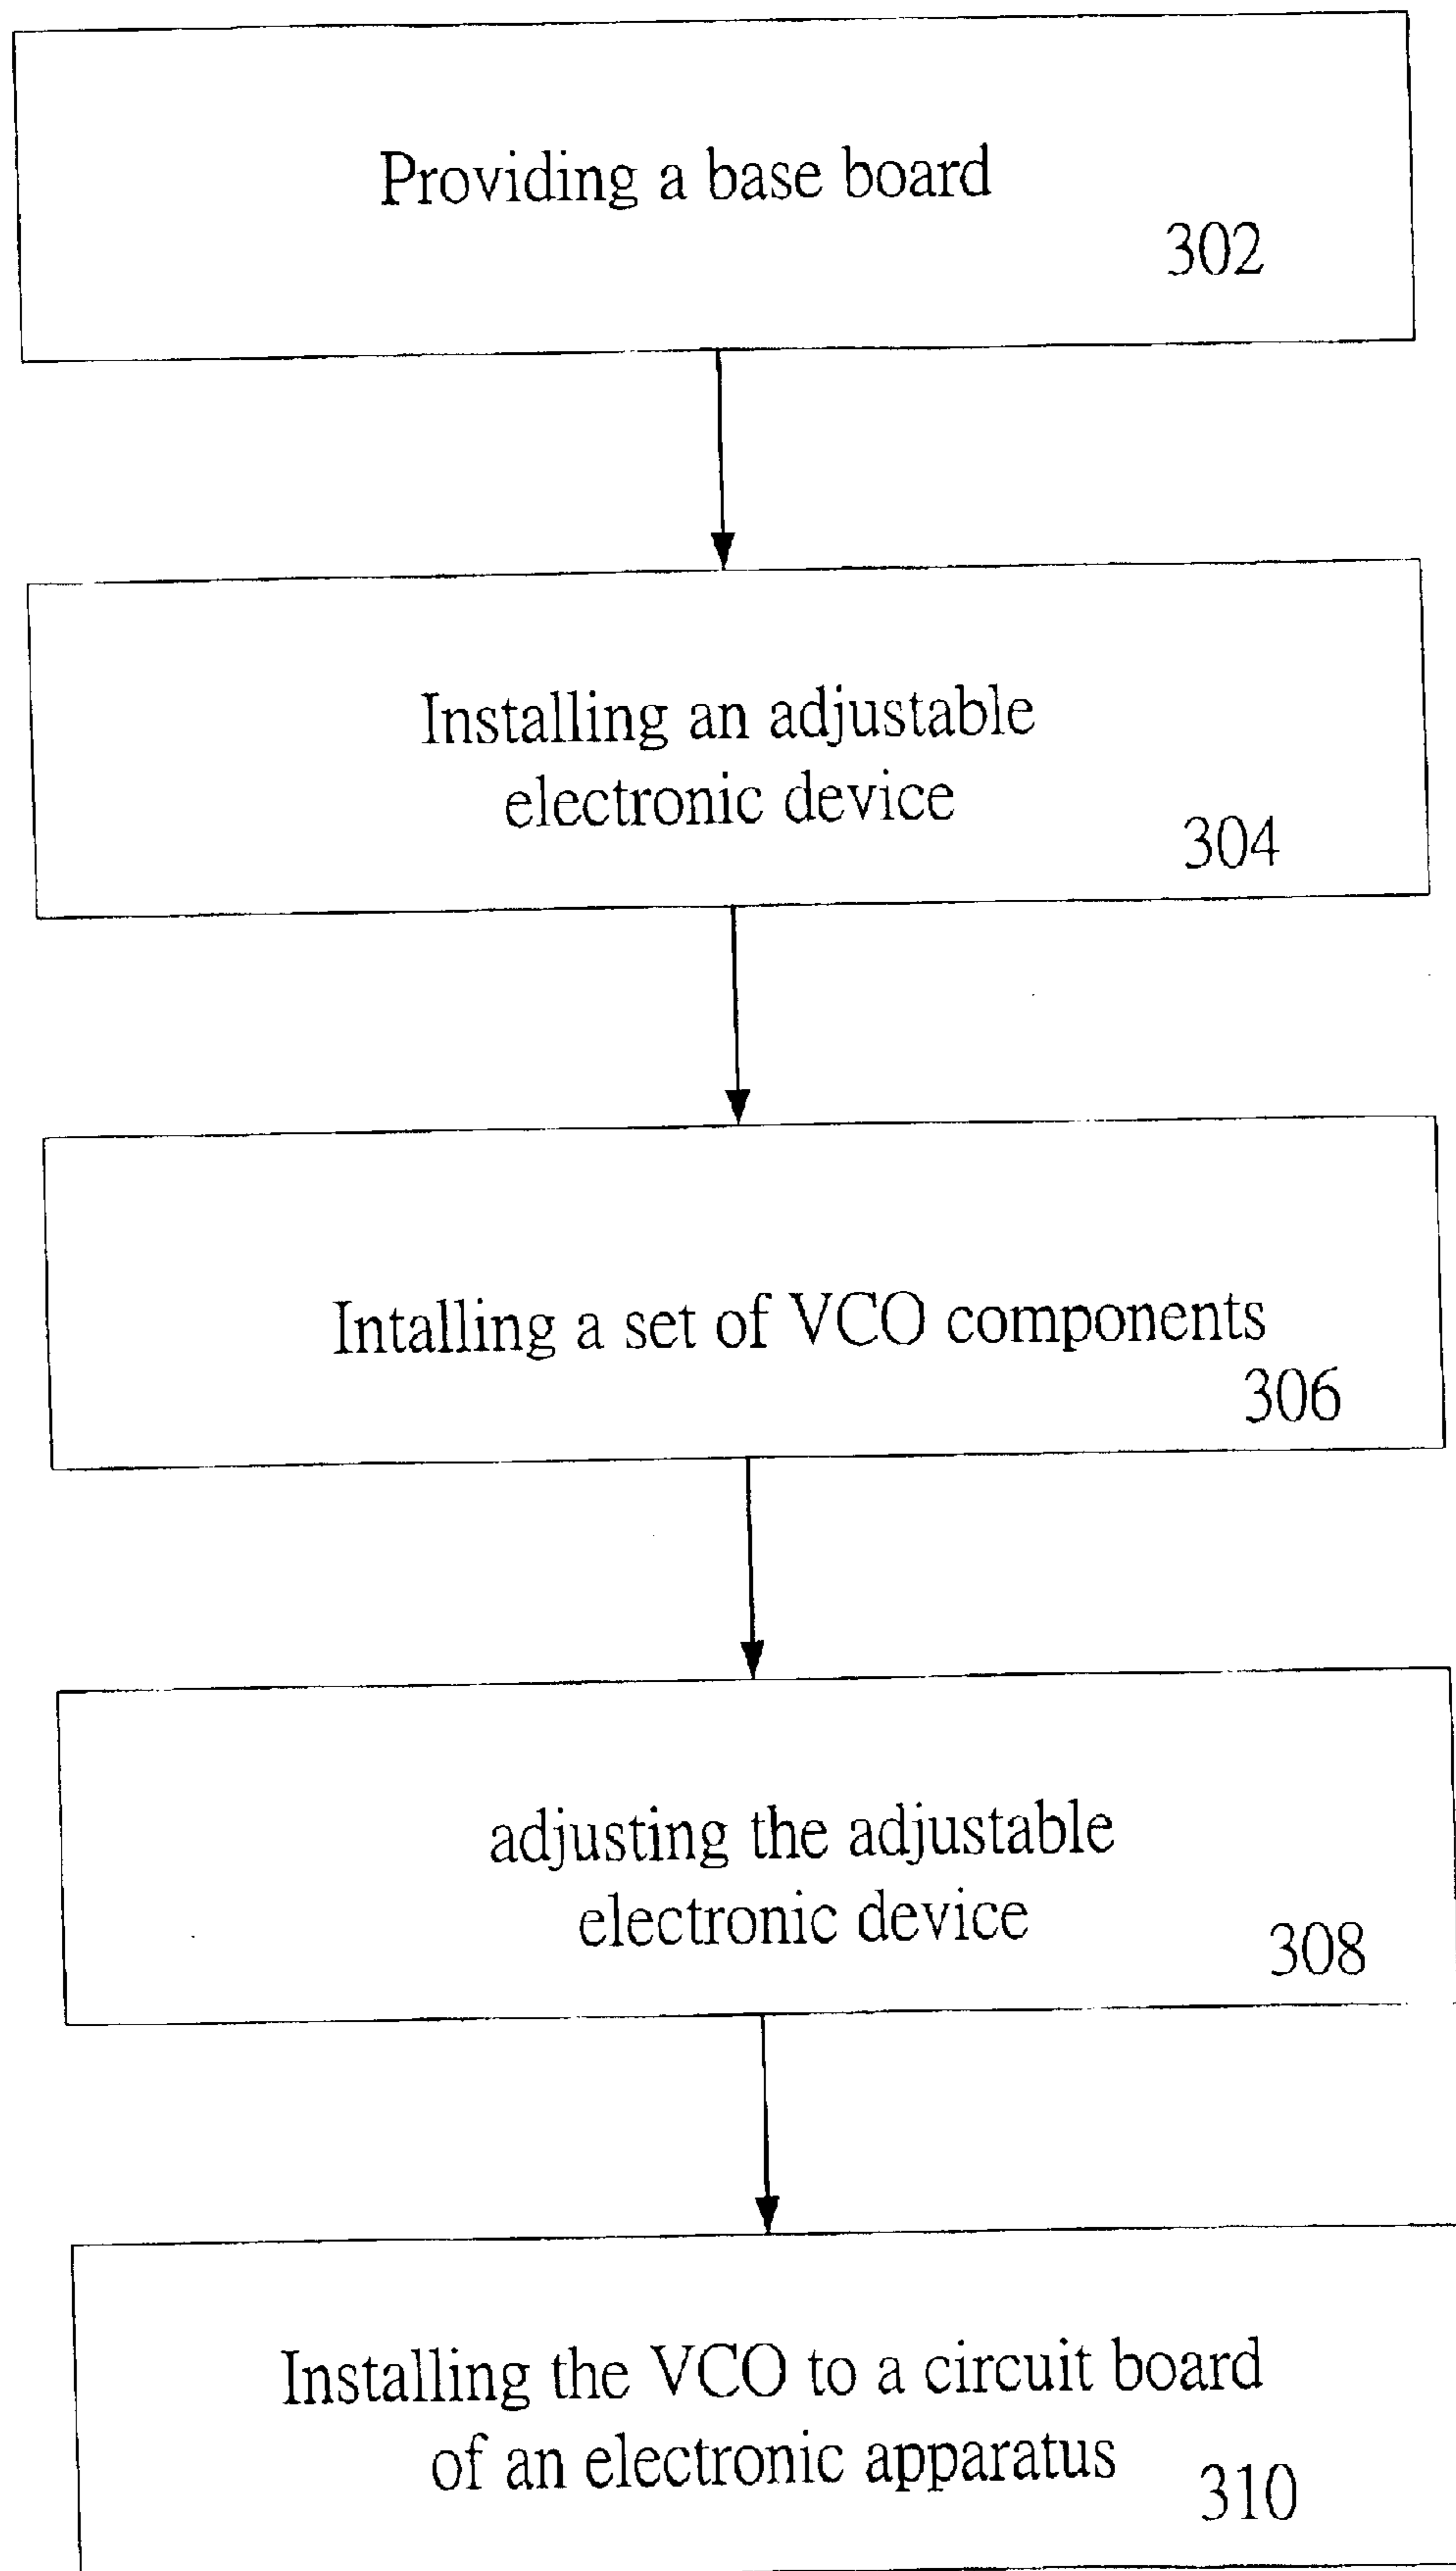 Providing a base board
302
Installing an adjustable
electronic device
304
Intalling a set of VCO components
306
adjusting the adjustable
electronic device
308
Installing the VCO to a circuit board
of an electronic apparatus
310